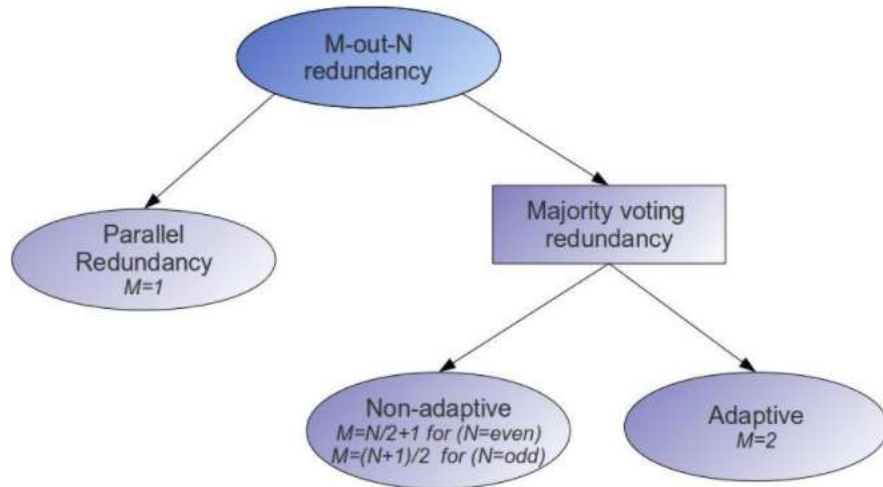 M-out-N
redundancy
Parallel
Redundancy
M=1
Majority voting
redundancy
Non-adaptive
M=N/2+1 for (N=even)
M=(N+1)/2 for (N=odd)
Adaptive
M=2